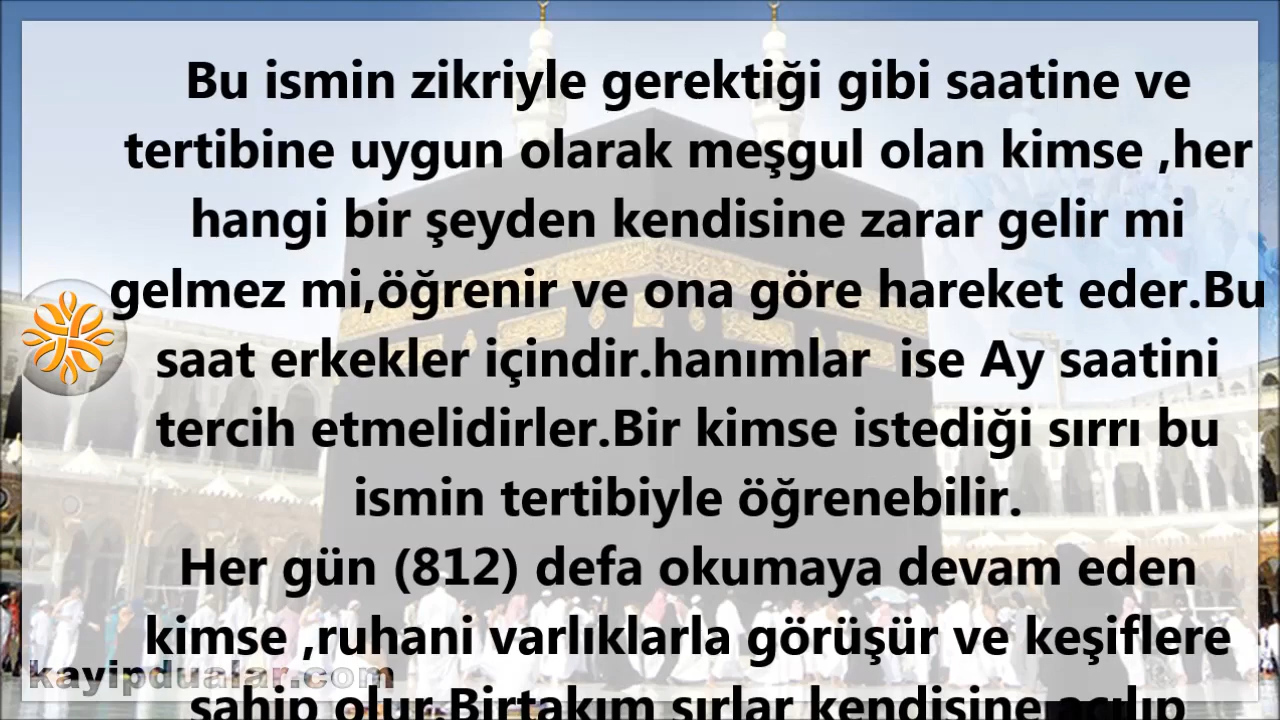 Bu ismin zikriyle gerektiği gibi saatine ve
tertibine uygun olarak meşgul olan kimse ,her
hangi bir şeyden kendisine zarar gelir mi
gelmez mi,öğrenir ve ona göre hareket eder.Bu
saat erkekler içindir.hanımlar  ise Ay saatini
tercih etmelidirler.Bir kimse istediği sırrı bu
ismin tertibiyle öğrenebilir.
Her gün (812) defa okumaya devam eden
kimse ,ruhani varlıklarla görüşür ve keşiflere
kayipdualar.com
sahip olur.Birtakım sırlar kendisine açılıp